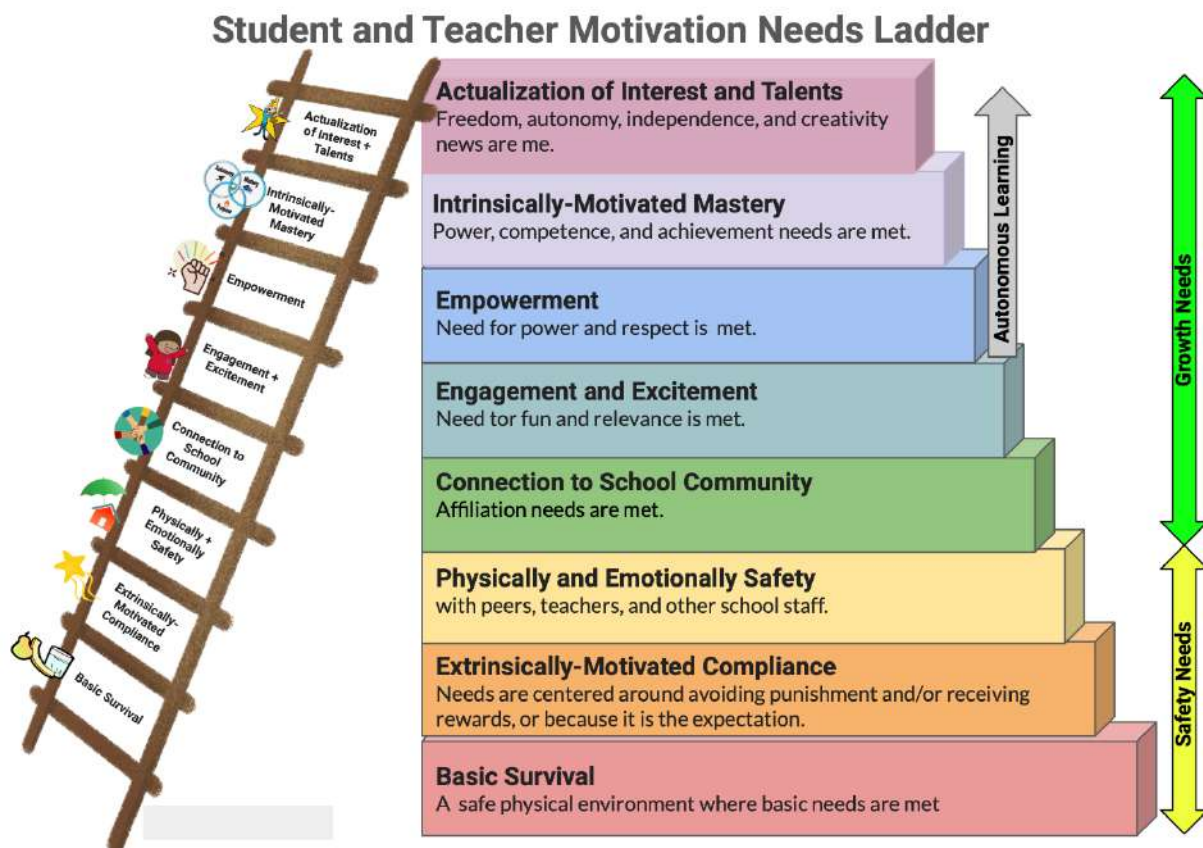 Student and Teacher Motivation Needs Ladder
Actualization
of Interest +
Talents
Intrinsically-
Motivated
Mastery
Empowerment
Engagement +
Excitement
Connection to
School
Community
Physically +
Emotionally
Safety
Extrinsically-
Motivated
Compliance
Basic Survival
Actualization of Interest and Talents
Freedom, autonomy, independence, and creativity
news are me.
Intrinsically-Motivated Mastery
Power, competence, and achievement needs are met.
Empowerment
Need for power and respect is met.
Engagement and Excitement
Need tor fun and relevance is met.
Connection to School Community
Affiliation needs are met.
Physically and Emotionally Safety
with peers, teachers, and other school staff.
Extrinsically-Motivated Compliance
Needs are centered around avoiding punishment and/or receiving
rewards, or because it is the expectation.
Basic Survival
A safe physical environment where basic needs are met
Autonomous Learning
Growth Needs
Safety Needs